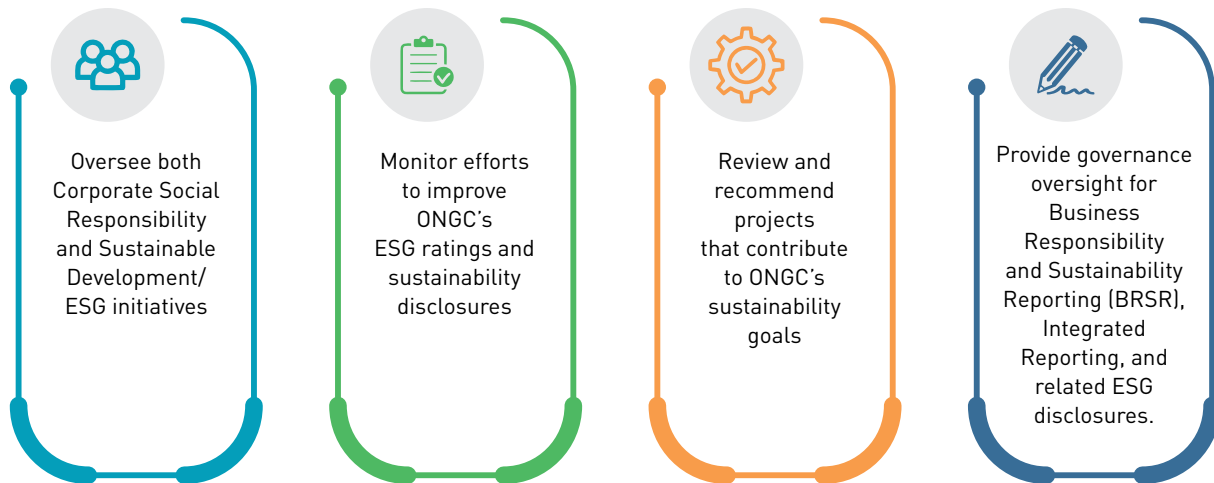 Oversee both
Corporate Social
Responsibility
and Sustainable
Development/
ESG initiatives
Monitor efforts
to improve
ONGC’s
ESG ratings and
sustainability
disclosures
Review and
recommend
projects
that contribute
to ONGC’s
sustainability
goals
Provide governance
oversight for
Business
Responsibility
and Sustainability
Reporting (BRSR),
Integrated
Reporting, and
related ESG
disclosures.